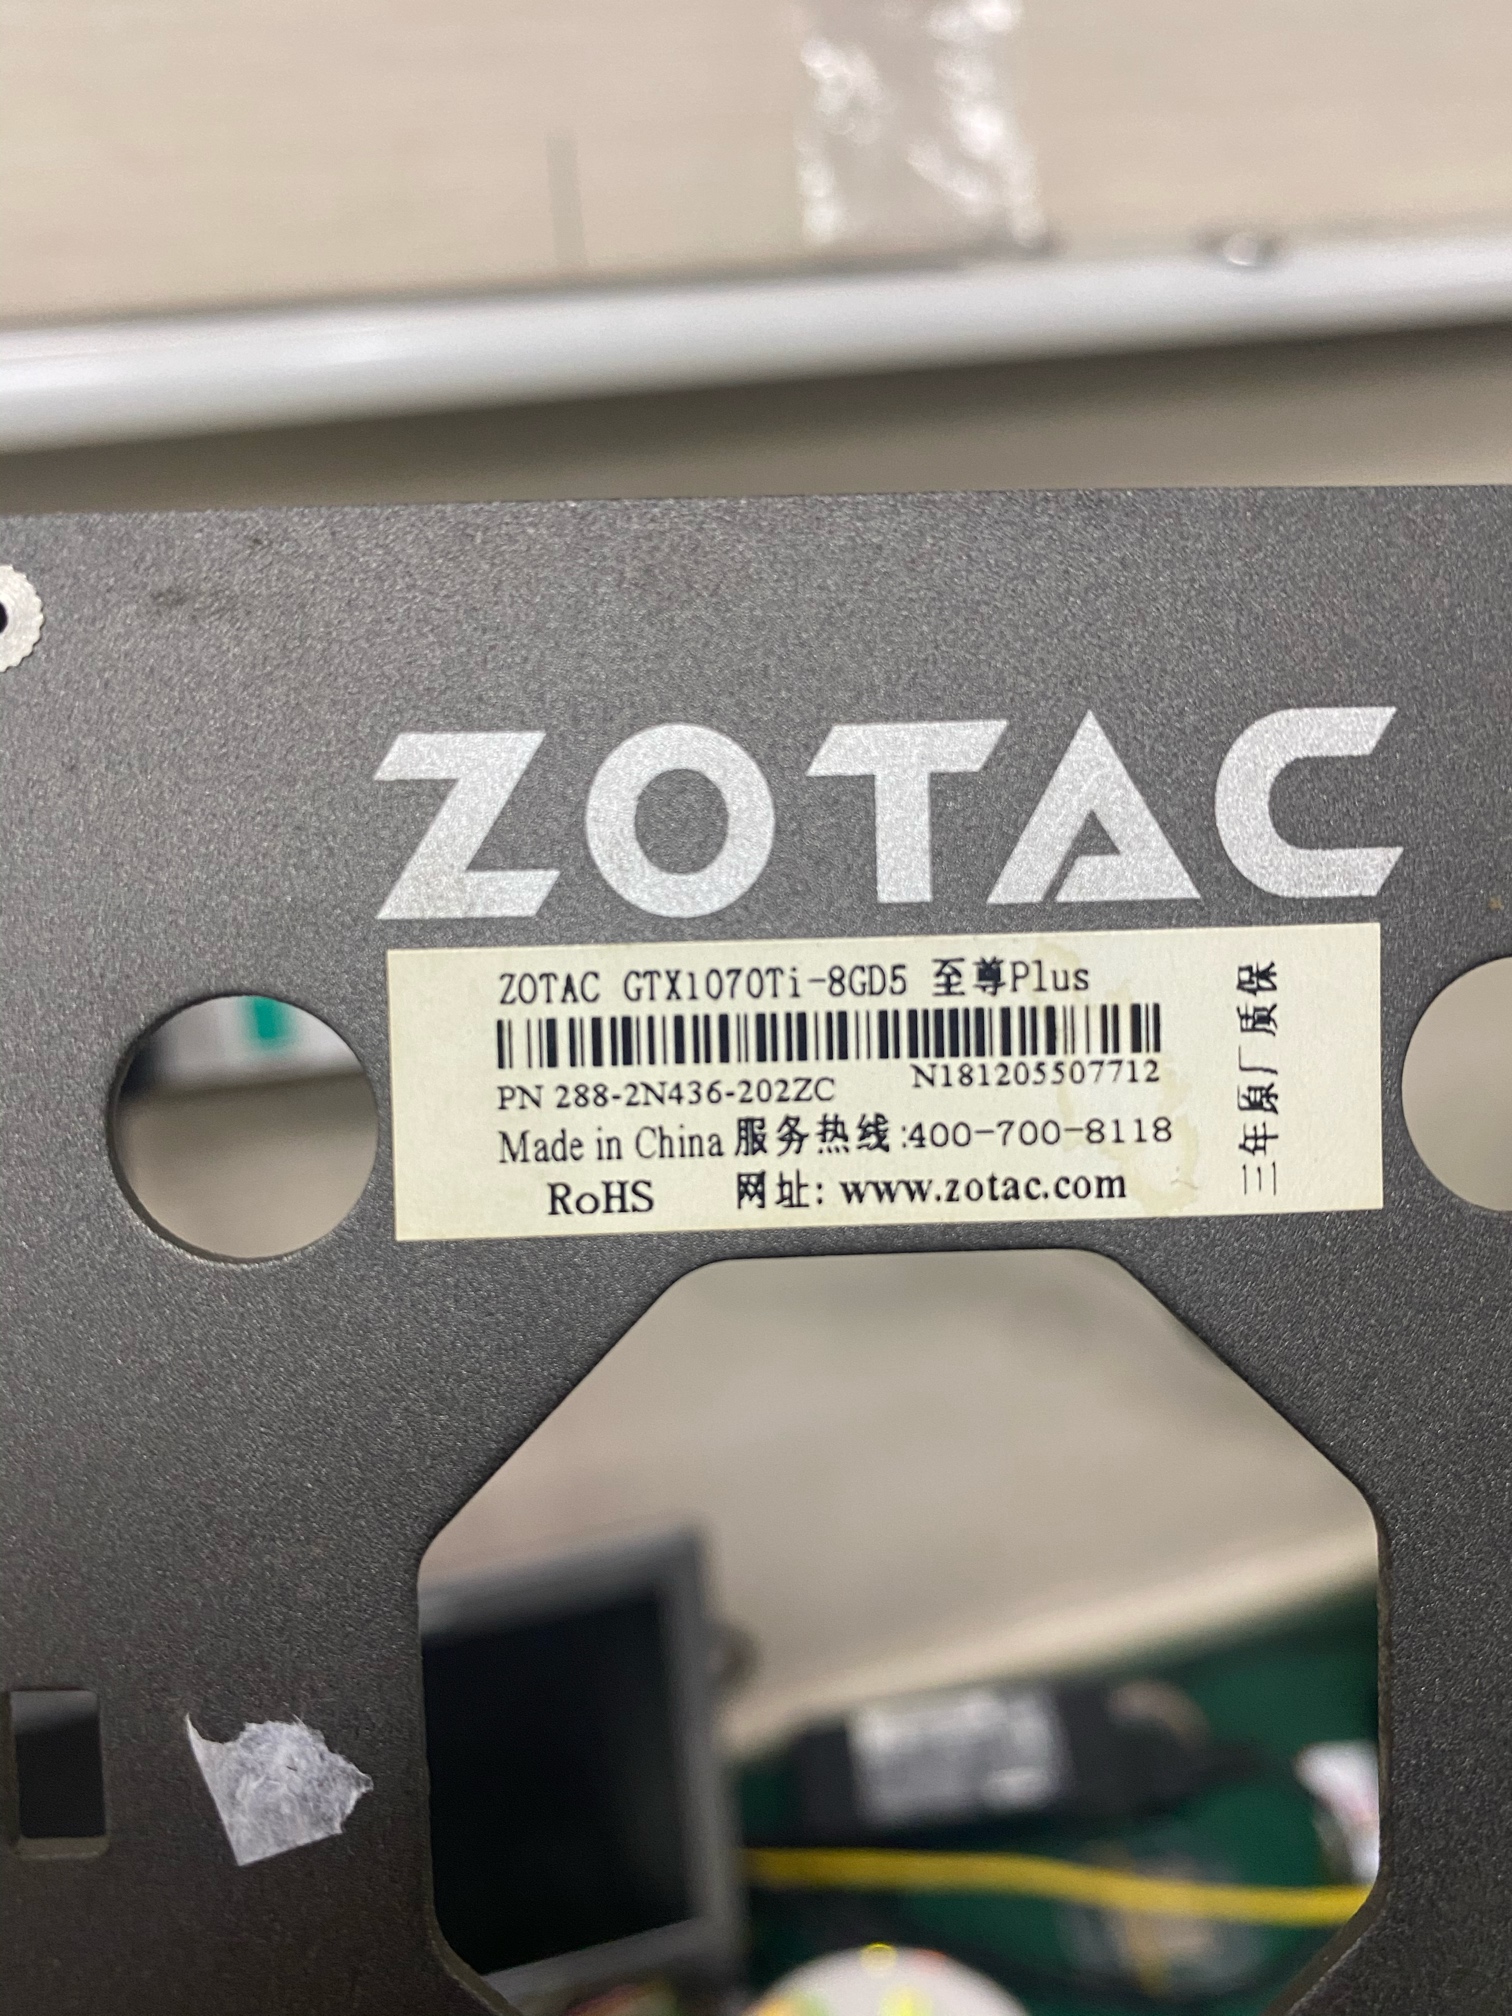 ZOTAC
ZOTAC GTX1070Ti-8GD5 至尊Plus
PN 288-2N436-202ZC
N181205507712
Made in China 服务热线:400-700-8118
RoHS
网址: www.zotac.com
三年原厂质保